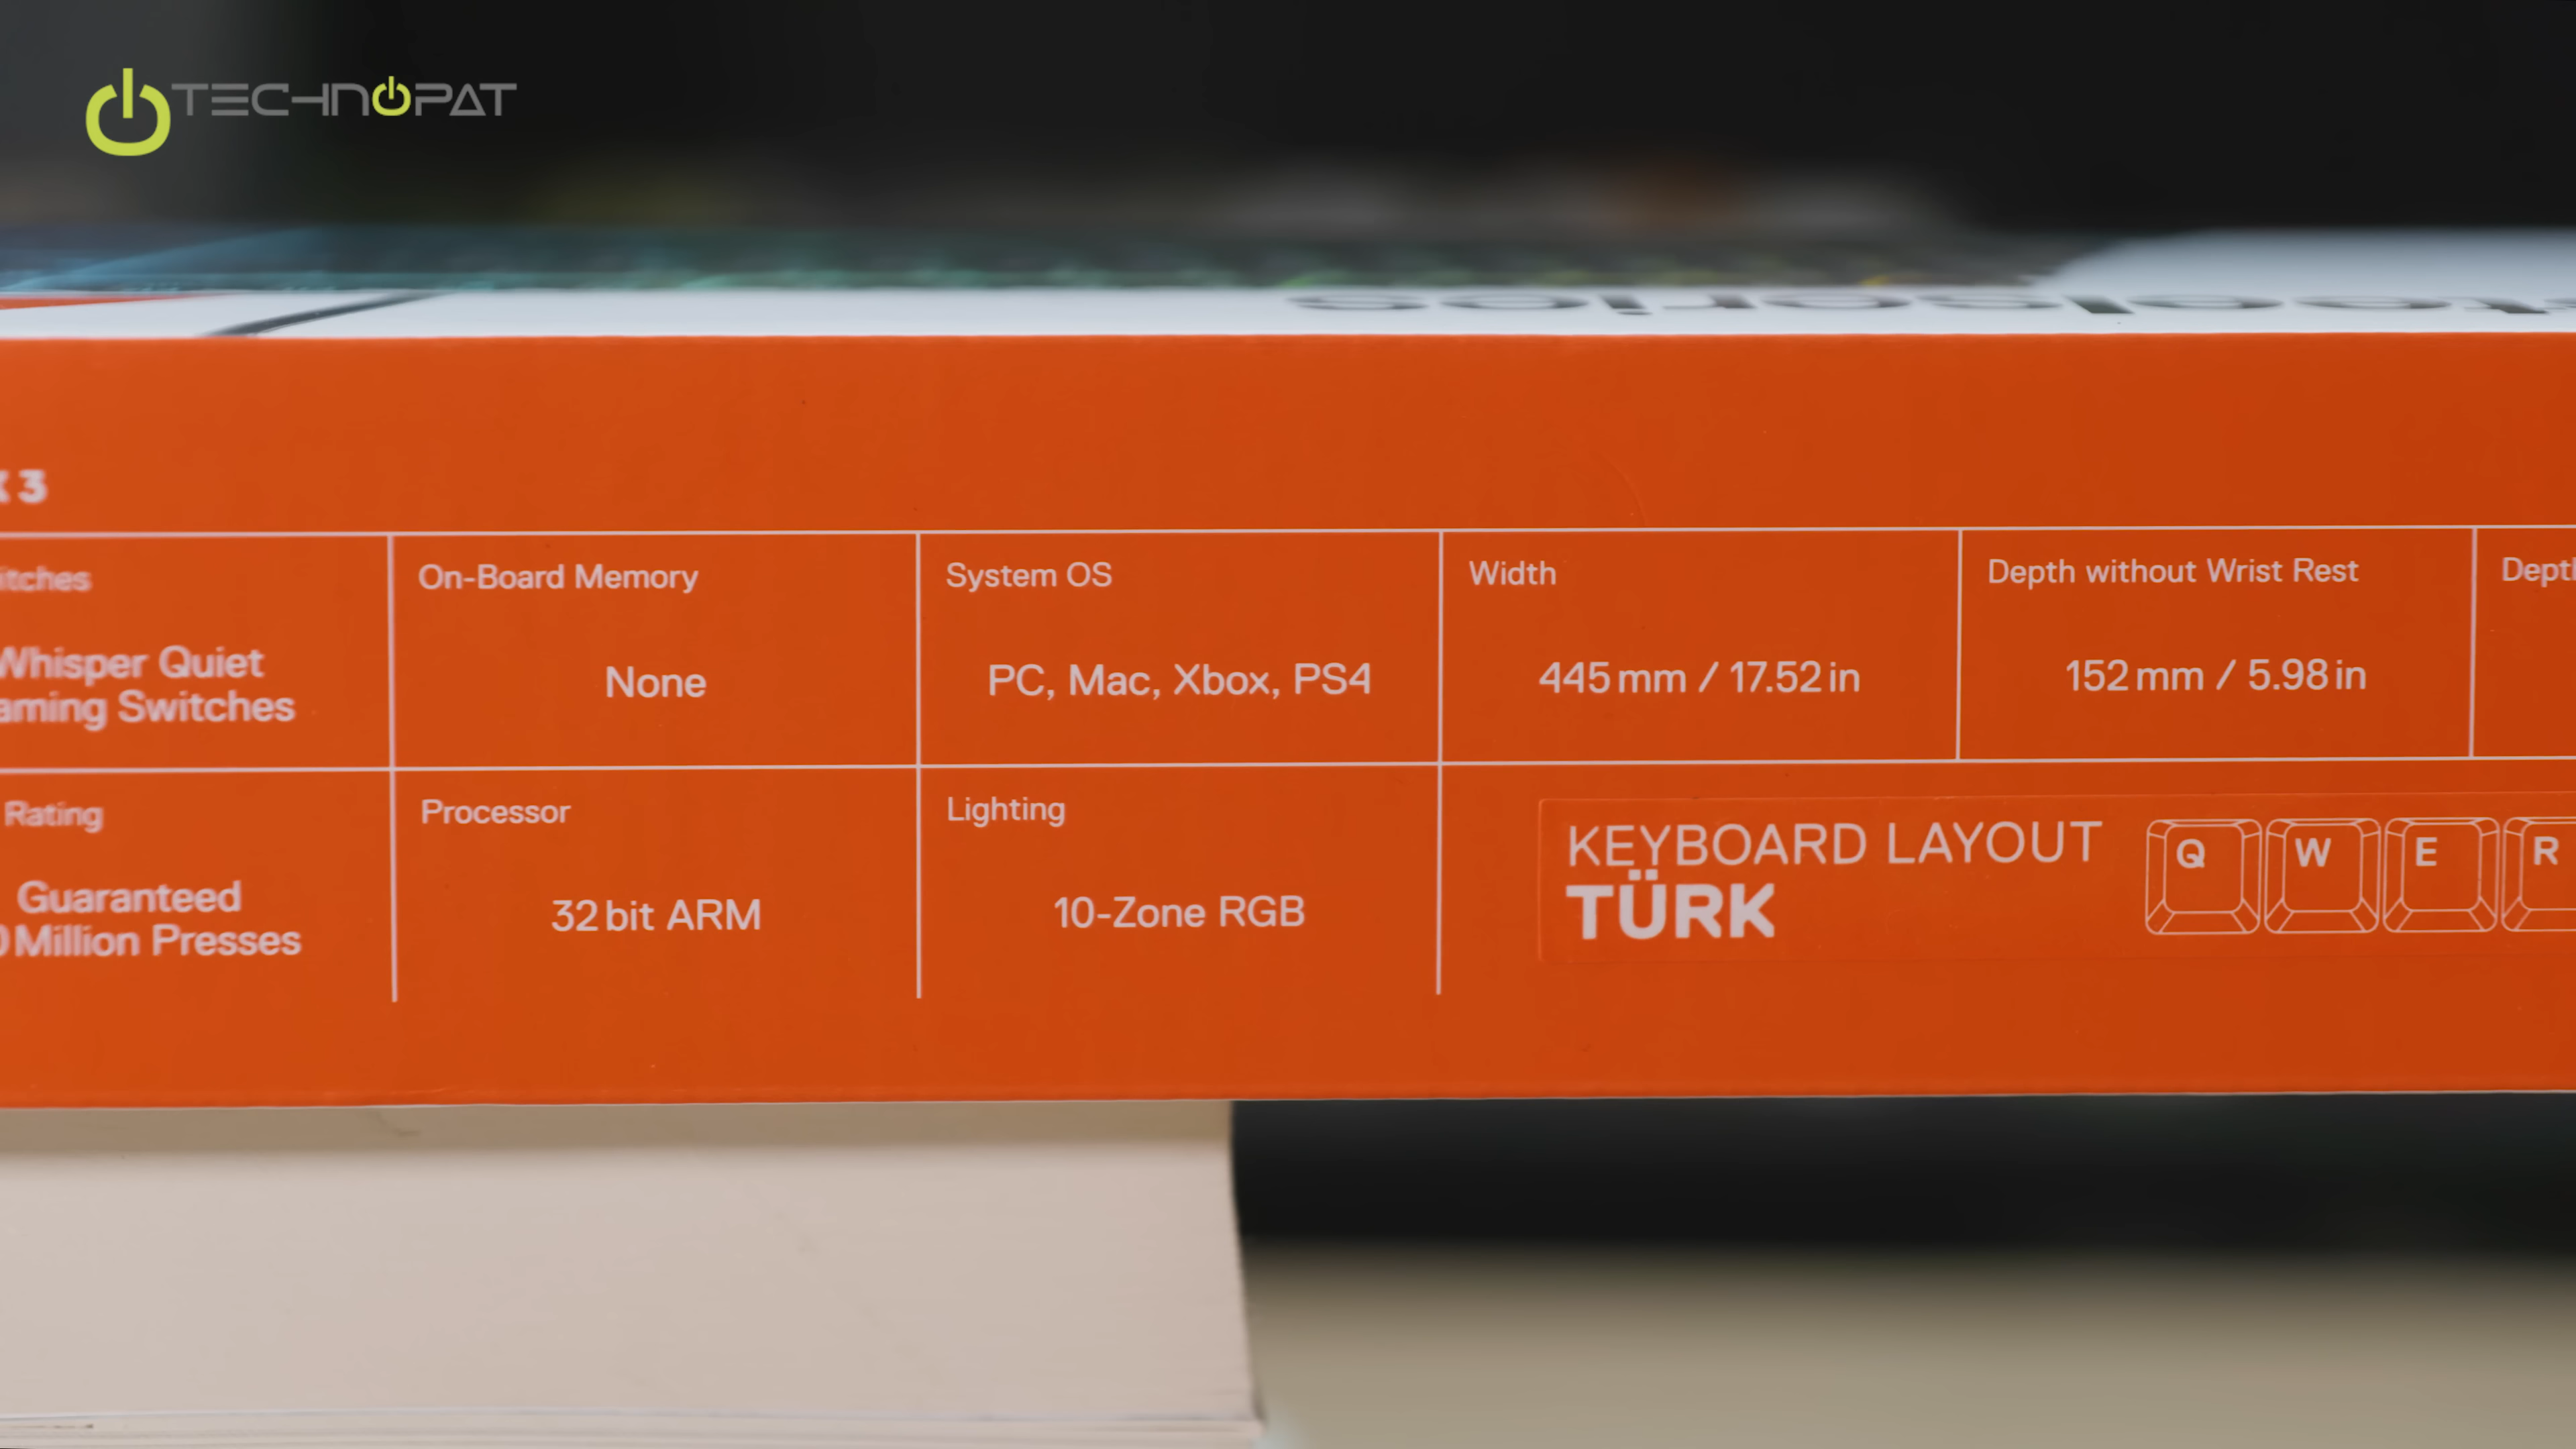 TECHNOPAT
3
On-Board Memory
System OS
Width
Depth without Wrist Rest
Whisper Quiet
Switches
None
PC, Mac, Xbox, PS4
445 mm / 17.52 in
152 mm / 5.98 in
Rating
Processor
Lighting
Guaranteed
Million Presses
32 bit ARM
10-Zone RGB
KEYBOARD LAYOUT
TÜRK
Q W E R